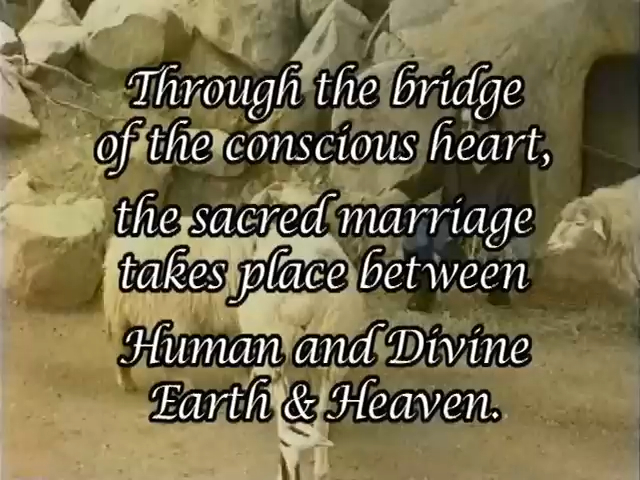 Through the bridge
of the conscious heart,
the sacred marriage
takes place between
Human and Divine
Earth & Heaven.